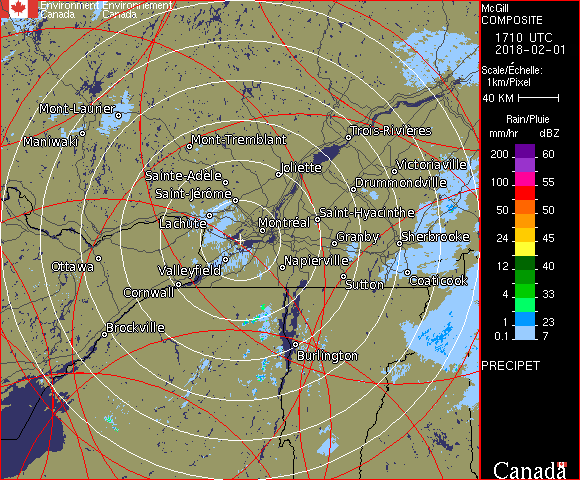 Environment Environnement
Canada Canada
McGill
COMPOSITE
1710 UTC
2018-02-01
Scale/Échelle:
1km/Pixel
40 KM
Rain/Pluie
mm/hr dBZ
200 60
100 55
50 50
24 45
12 40
4 33
1 23
0.1 7
PRECIPET
Canada
Mont-Laurier
Maniwaki
Mont-Tremblant
Trois-Rivières
Joliette
Victoriaville
Sainte-Adèle
Drummondville
Saint-Jérôme
Lachute
Saint-Hyacinthe
Montréal
Granby
Sherbrooke
Ottawa
Valleyfield
Napierville
Sutton
Coaticook
Cornwall
Brockville
Burlington